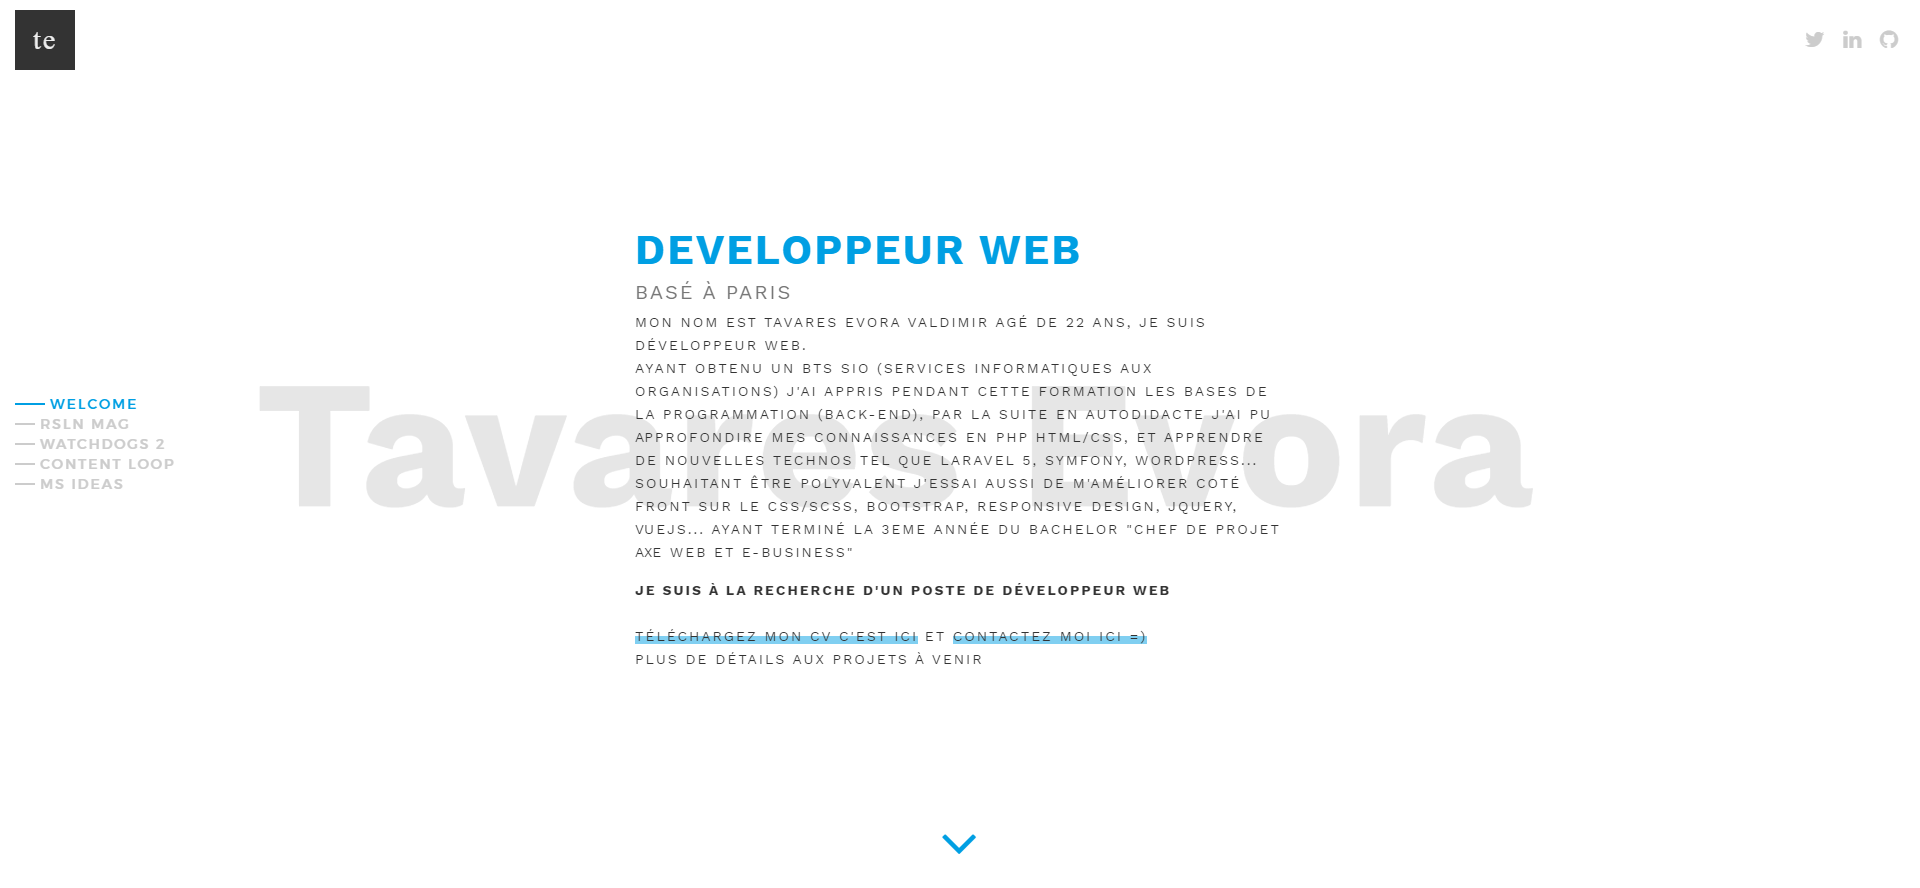 te
DEVELOPPEUR WEB
BASÉ À PARIS
MON NOM EST TAVARES EVORA VALDIMIR AGÉ DE 22 ANS, JE SUIS
DÉVELOPPEUR WEB.
AYANT OBTENU UN BTS SIO (SERVICES INFORMATIQUES AUX
ORGANISATIONS) J'AI APPRIS PENDANT CETTE FORMATION LES BASES DE
LA PROGRAMMATION (BACK-END), PAR LA SUITE EN AUTODIDACTE J'AI PU
APPROFONDIRE MES CONNAISSANCES EN PHP HTML/CSS, ET APPRENDRE
DE NOUVELLES TECHNOS TEL QUE LARAVEL 5, SYMFONY, WORDPRESS...
SOUHAITANT ÊTRE POLYVALENT J'ESSAI AUSSI DE M'AMÉLIORER COTÉ
FRONT SUR LE CSS/SCSS, BOOTSTRAP, RESPONSIVE DESIGN, JQUERY,
VUEJS... AYANT TERMINÉ LA 3EME ANNÉE DU BACHELOR "CHEF DE PROJET
AXE WEB ET E-BUSINESS"
JE SUIS À LA RECHERCHE D'UN POSTE DE DÉVELOPPEUR WEB
TÉLÉCHARGEZ MON CV C'EST ICI ET CONTACTEZ MOI ICI =)
PLUS DE DÉTAILS AUX PROJETS À VENIR
Tavares Evora
WELCOME
RSLN MAG
WATCHDOGS 2
CONTENT LOOP
MS IDEAS